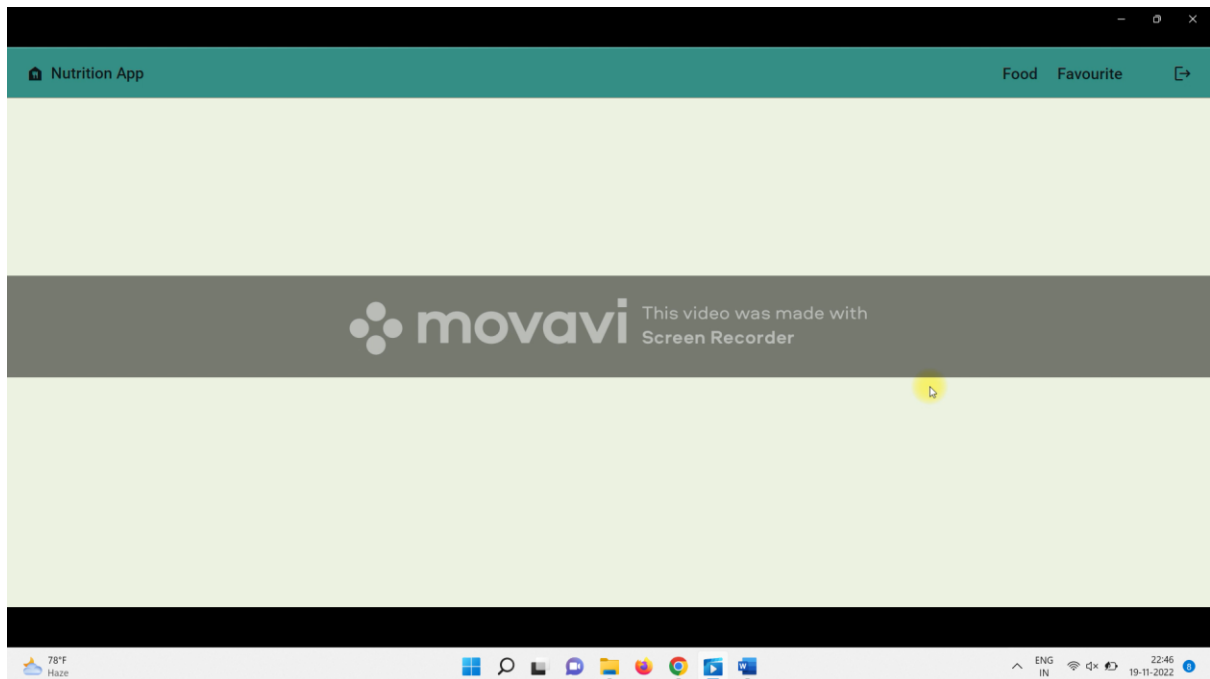 Nutrition App
Food Favourite
movavi
This video was made with
Screen Recorder
78°F
Haze
ENG
IN
22:46
19-11-2022
8